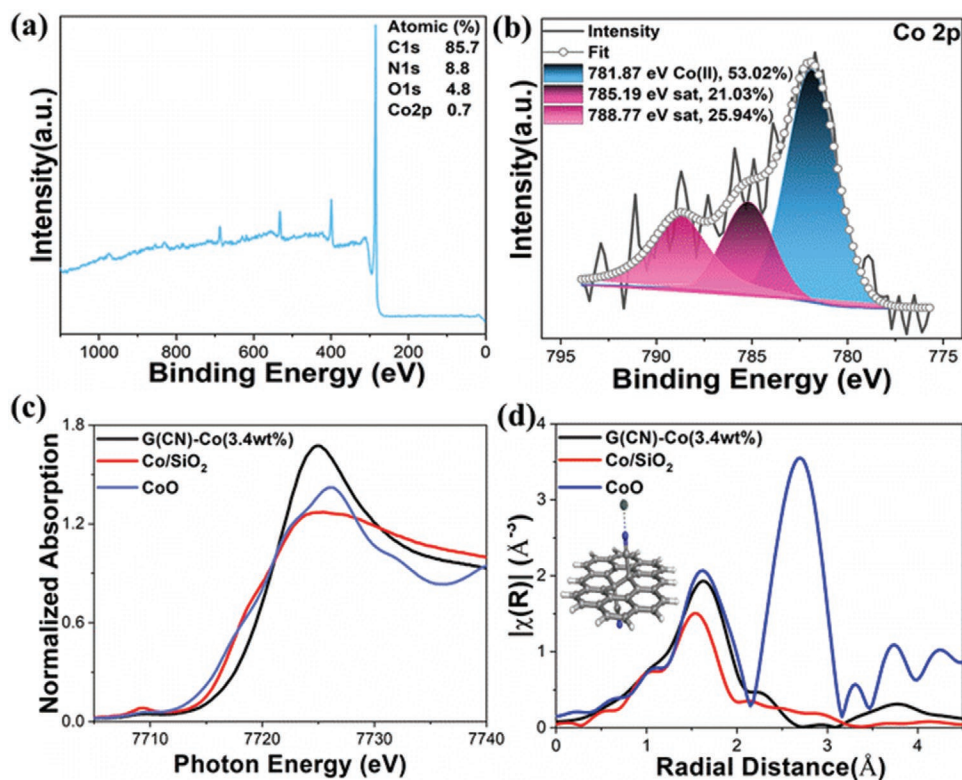 (a)
Atomic (%)
C1s 85.7
N1s 8.8
O1s 4.8
Co2p 0.7
Intensity(a.u.)
1000 800 600 400 200 0
Binding Energy (eV)
(b)
Co 2p
Intensity
Fit
781.87 eV Co(II), 53.02%)
785.19 eV sat, 21.03%)
788.77 eV sat, 25.94%)
Intensity(a.u.)
795 790 785 780 775
Binding Energy (eV)
(c)
G(CN)-Co(3.4wt%)
Co/SiO₂
CoO
Normalized Absorption
1.8
1.2
0.6
0.0
7710 7720 7730 7740
Photon Energy (eV)
(d)
G(CN)-Co(3.4wt%)
Co/SiO₂
CoO
|χ(R)| (Å⁻³)
4
3
2
1
0
0 1 2 3 4
Radial Distance(Å)